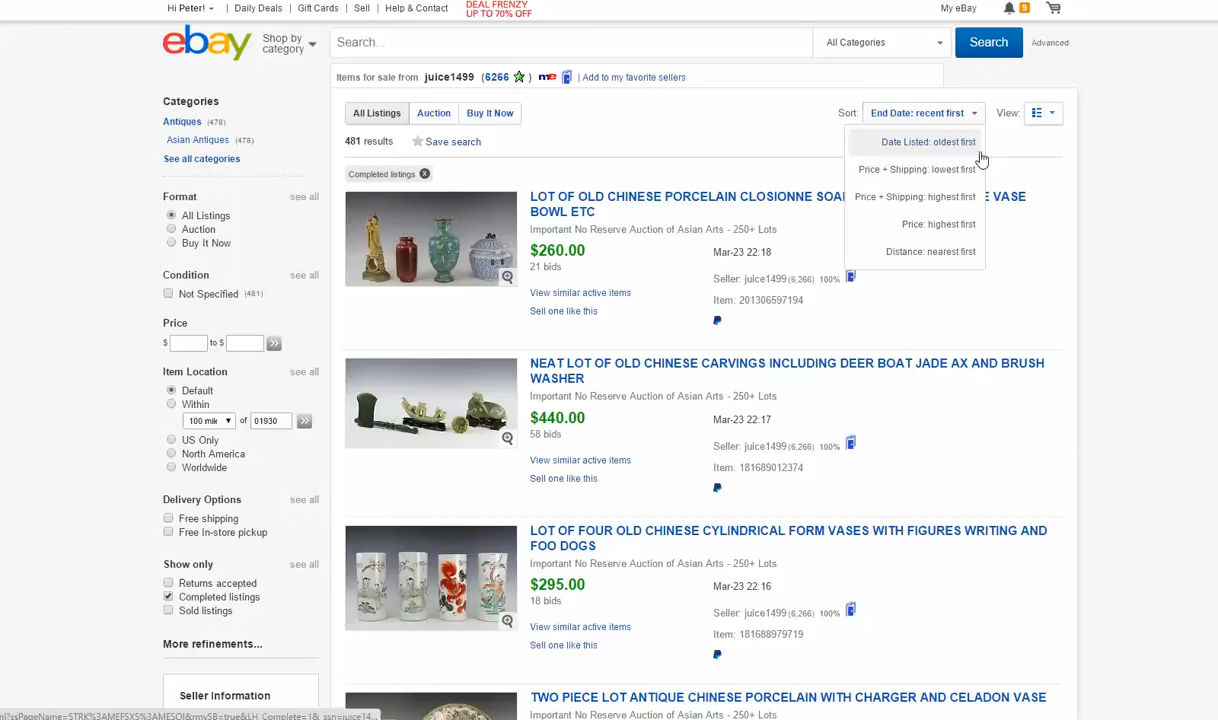 Hi Peter!
Daily Deals
Gift Cards
Sell
Help & Contact
DEAL FRENZY
UP TO 70% OFF
My eBay
9
ebay
Shop by
category
Search...
All Categories
Search
Advanced
Items for sale from juice1499 (6266 ) me | Add to my favorite sellers
Categories
Antiques (478)
Asian Antiques (478)
See all categories
Format see all
All Listings
Auction
Buy It Now
Condition see all
Not Specified (481)
Price
$ to $
Item Location see all
Default
Within
100 mile of 01930
US Only
North America
Worldwide
Delivery Options see all
Free shipping
Free In-store pickup
Show only see all
Returns accepted
Completed listings
Sold listings
More refinements...
Seller Information
All Listings
Auction
Buy It Now
Sort: End Date: recent first
View:
481 results
Save search
Date Listed: oldest first
Price + Shipping: lowest first
Price + Shipping: highest first
Price: highest first
Distance: nearest first
Completed listings
LOT OF OLD CHINESE PORCELAIN CLOISIONNE VASE
BOWL ETC
Important No Reserve Auction of Asian Arts - 250+ Lots
$260.00
Mar-23 22:18
21 bids
Seller: juice1499(6,266) 100%
View similar active items
Item: 201306597194
Sell one like this
NEAT LOT OF OLD CHINESE CARVINGS INCLUDING DEER BOAT JADE AX AND BRUSH
WASHER
Important No Reserve Auction of Asian Arts - 250+ Lots
$440.00
Mar-23 22:17
58 bids
Seller: juice1499(6,266) 100%
View similar active items
Item: 181689012374
Sell one like this
LOT OF FOUR OLD CHINESE CYLINDRICAL FORM VASES WITH FIGURES WRITING AND
FOO DOGS
Important No Reserve Auction of Asian Arts - 250+ Lots
$295.00
Mar-23 22:16
18 bids
Seller: juice1499(6,266) 100%
View similar active items
Item: 181688979719
Sell one like this
TWO PIECE LOT ANTIQUE CHINESE PORCELAIN WITH CHARGER AND CELADON VASE
Important No Reserve Auction of Asian Arts - 250+ Lots